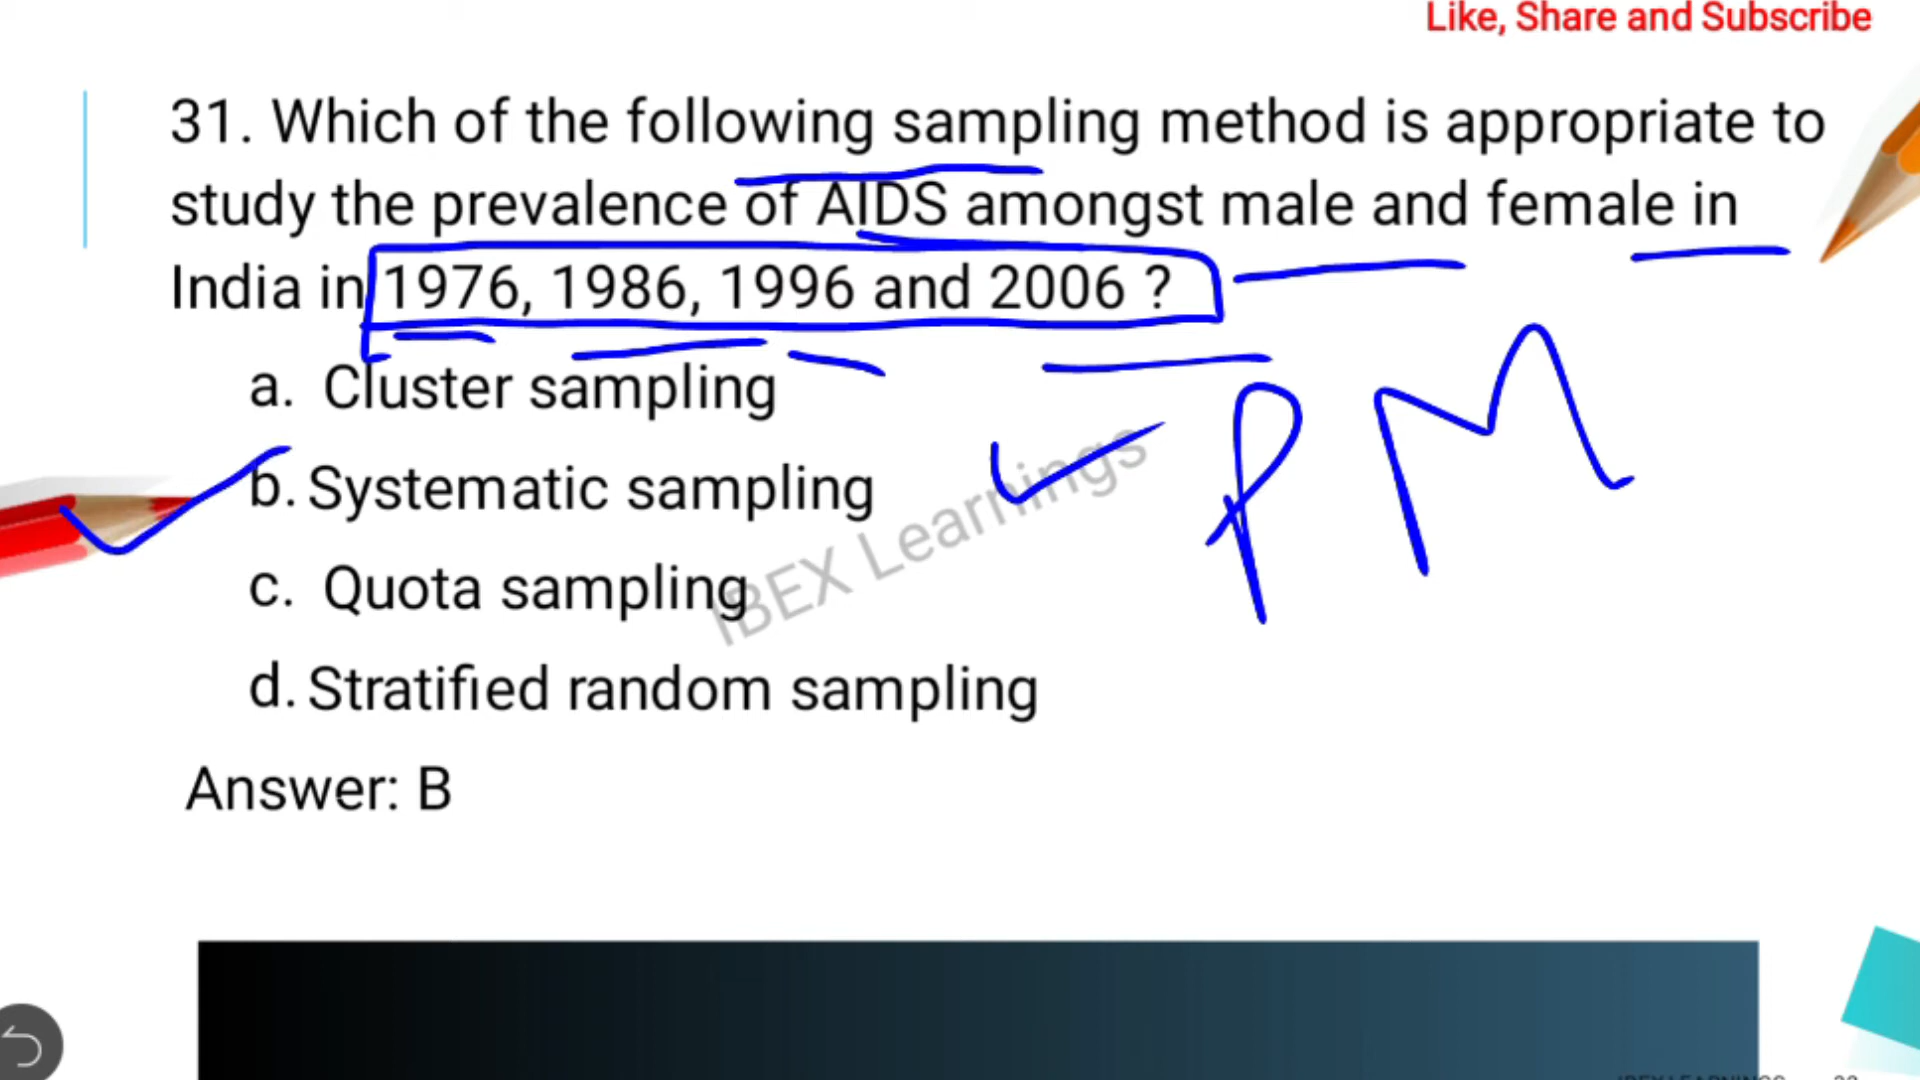 Like, Share and Subscribe
31. Which of the following sampling method is appropriate to
study the prevalence of AIDS amongst male and female in
India in 1976, 1986, 1996 and 2006 ?
a. Cluster sampling
b. Systematic sampling
c. Quota sampling
d. Stratified random sampling
IBEX Learnings
PM
Answer: B